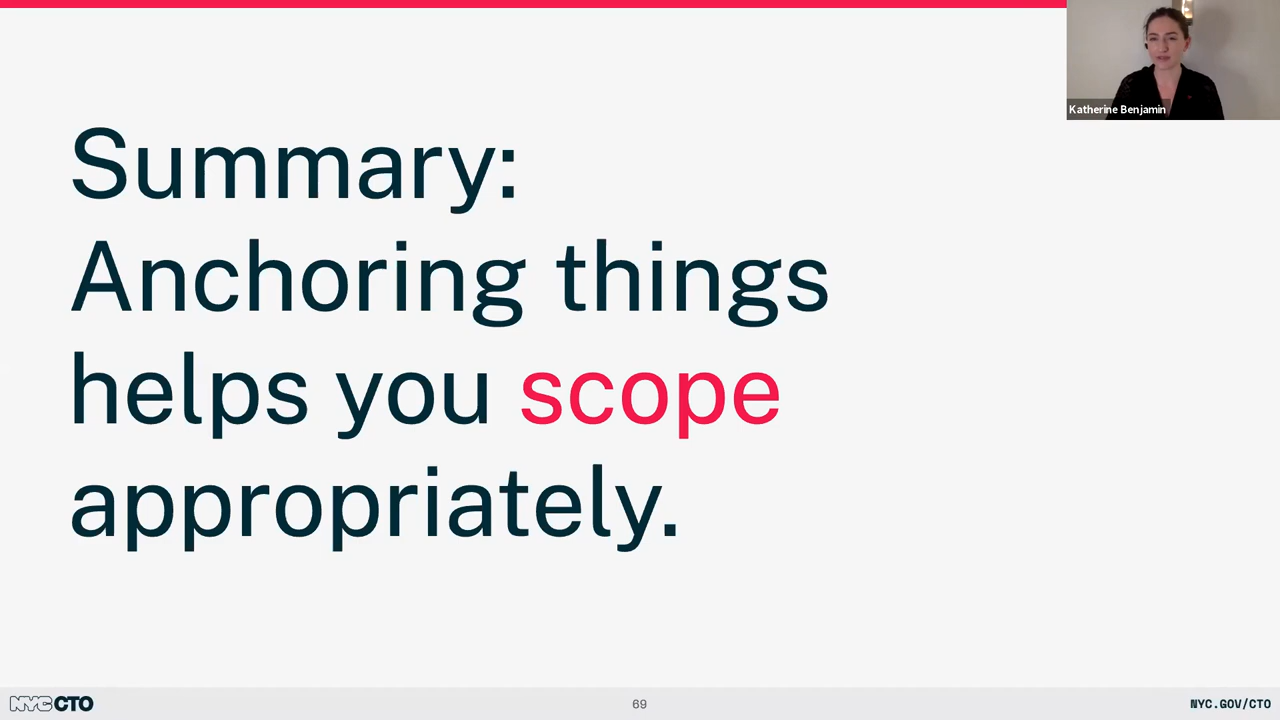 Katherine Benjamin
Summary:
Anchoring things
helps you scope
appropriately.
NYC CTO
69
NYC.GOV/CTO